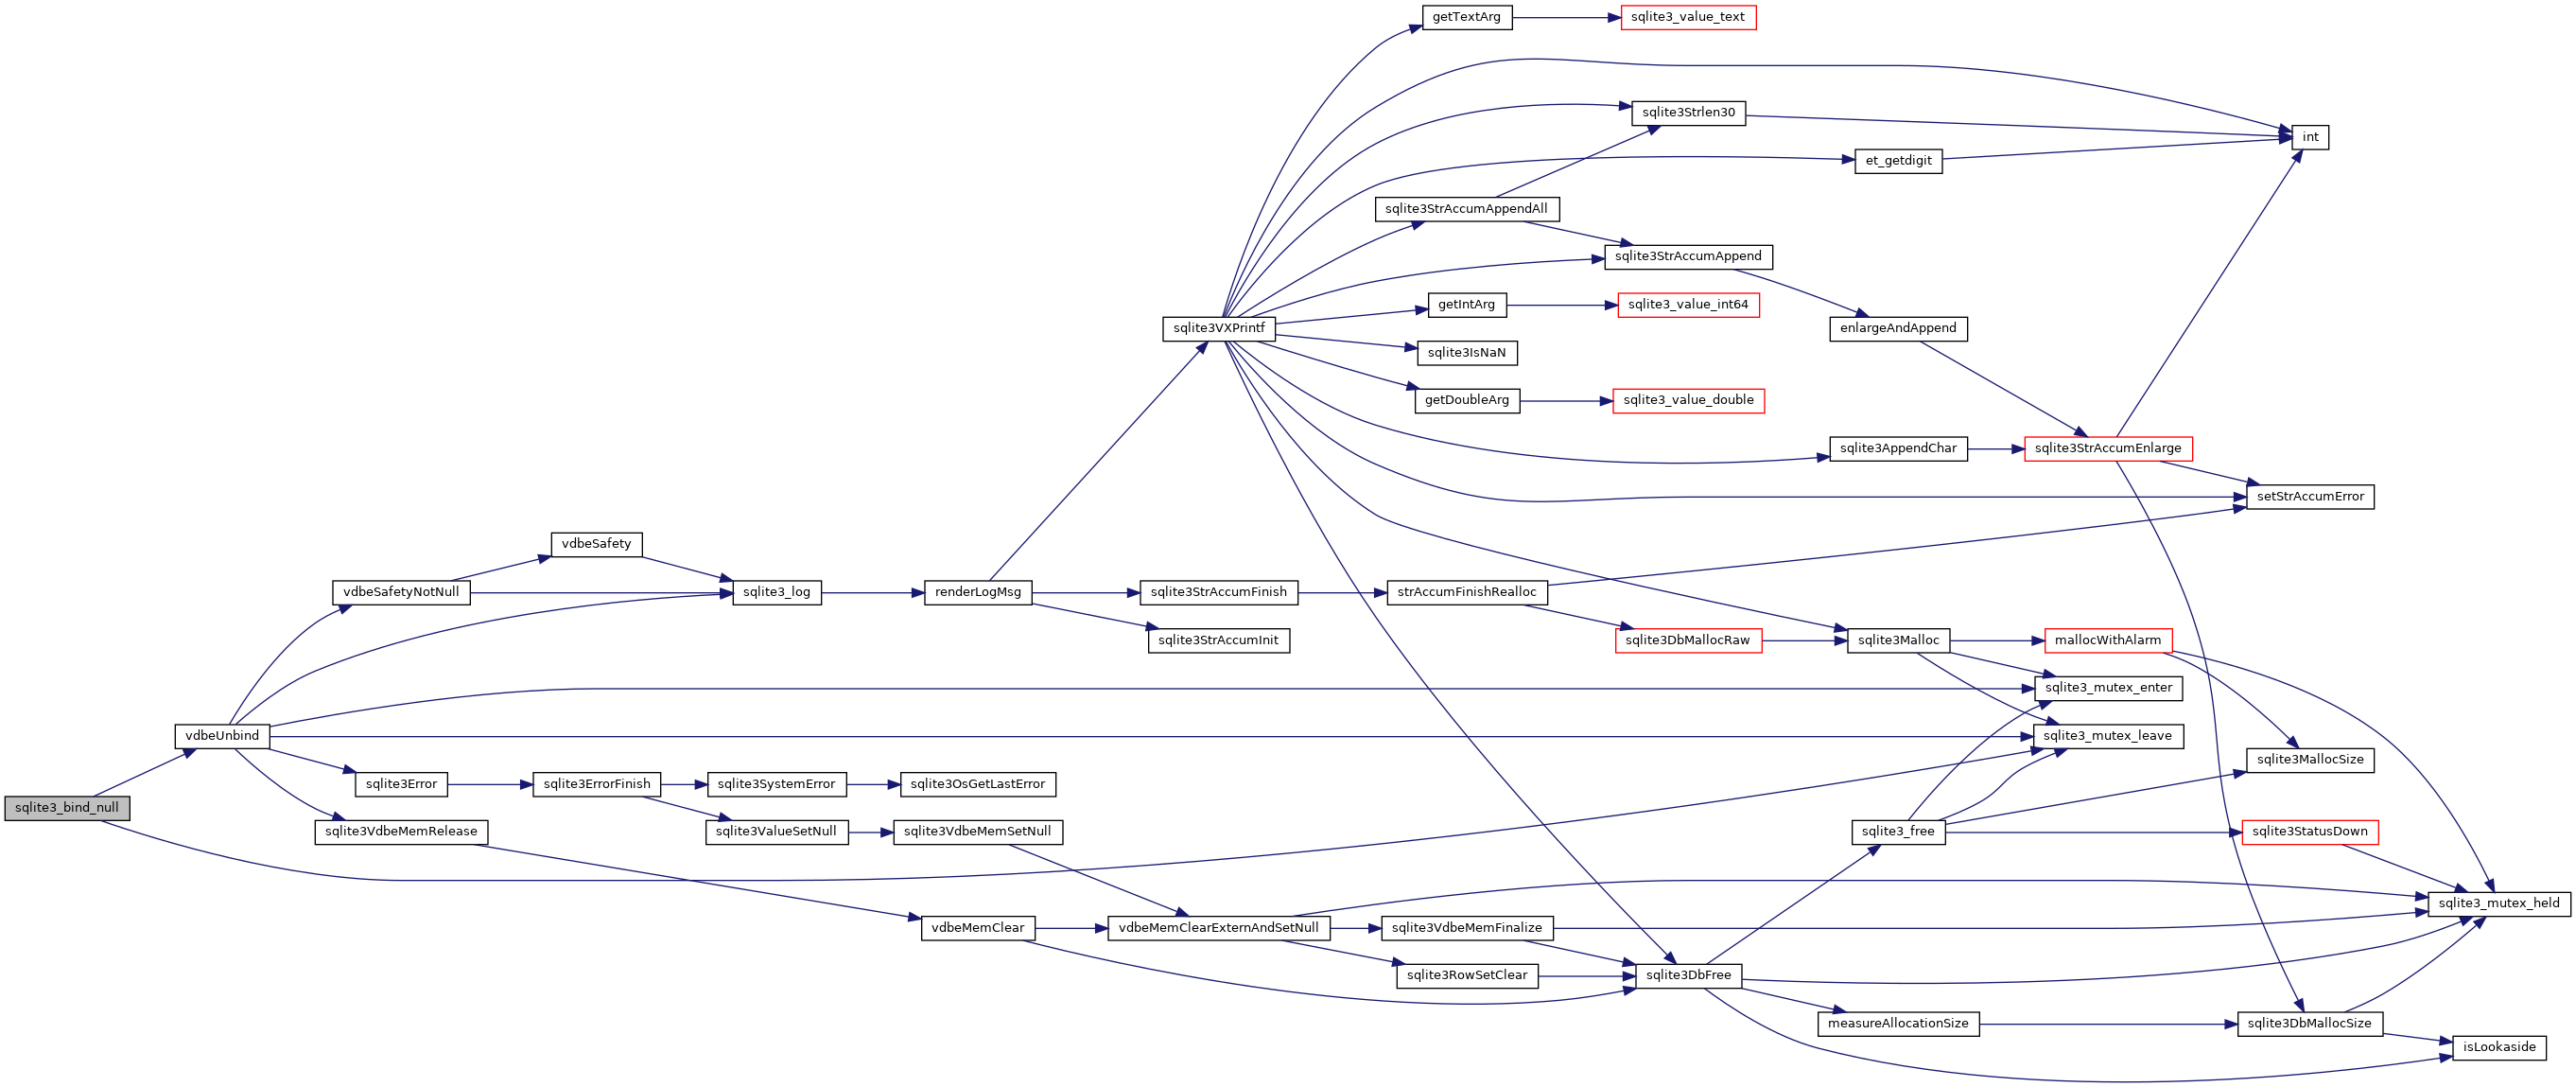 getTextArg
sqlite3_value_text
sqlite3Strlen30
int
et_getdigit
sqlite3StrAccumAppendAll
sqlite3StrAccumAppend
getIntArg
sqlite3_value_int64
sqlite3VXPrintf
enlargeAndAppend
sqlite3IsNaN
getDoubleArg
sqlite3_value_double
sqlite3AppendChar
sqlite3StrAccumEnlarge
setStrAccumError
vdbeSafety
vdbeSafetyNotNull
sqlite3_log
renderLogMsg
sqlite3StrAccumFinish
strAccumFinishRealloc
sqlite3StrAccumInit
sqlite3DbMallocRaw
sqlite3Malloc
mallocWithAlarm
sqlite3_mutex_enter
vdbeUnbind
sqlite3_mutex_leave
sqlite3MallocSize
sqlite3Error
sqlite3ErrorFinish
sqlite3SystemError
sqlite3OsGetLastError
sqlite3_bind_null
sqlite3VdbeMemRelease
sqlite3ValueSetNull
sqlite3VdbeMemSetNull
sqlite3_free
sqlite3StatusDown
sqlite3_mutex_held
vdbeMemClear
vdbeMemClearExternAndSetNull
sqlite3VdbeMemFinalize
sqlite3RowSetClear
sqlite3DbFree
measureAllocationSize
sqlite3DbMallocSize
isLookaside